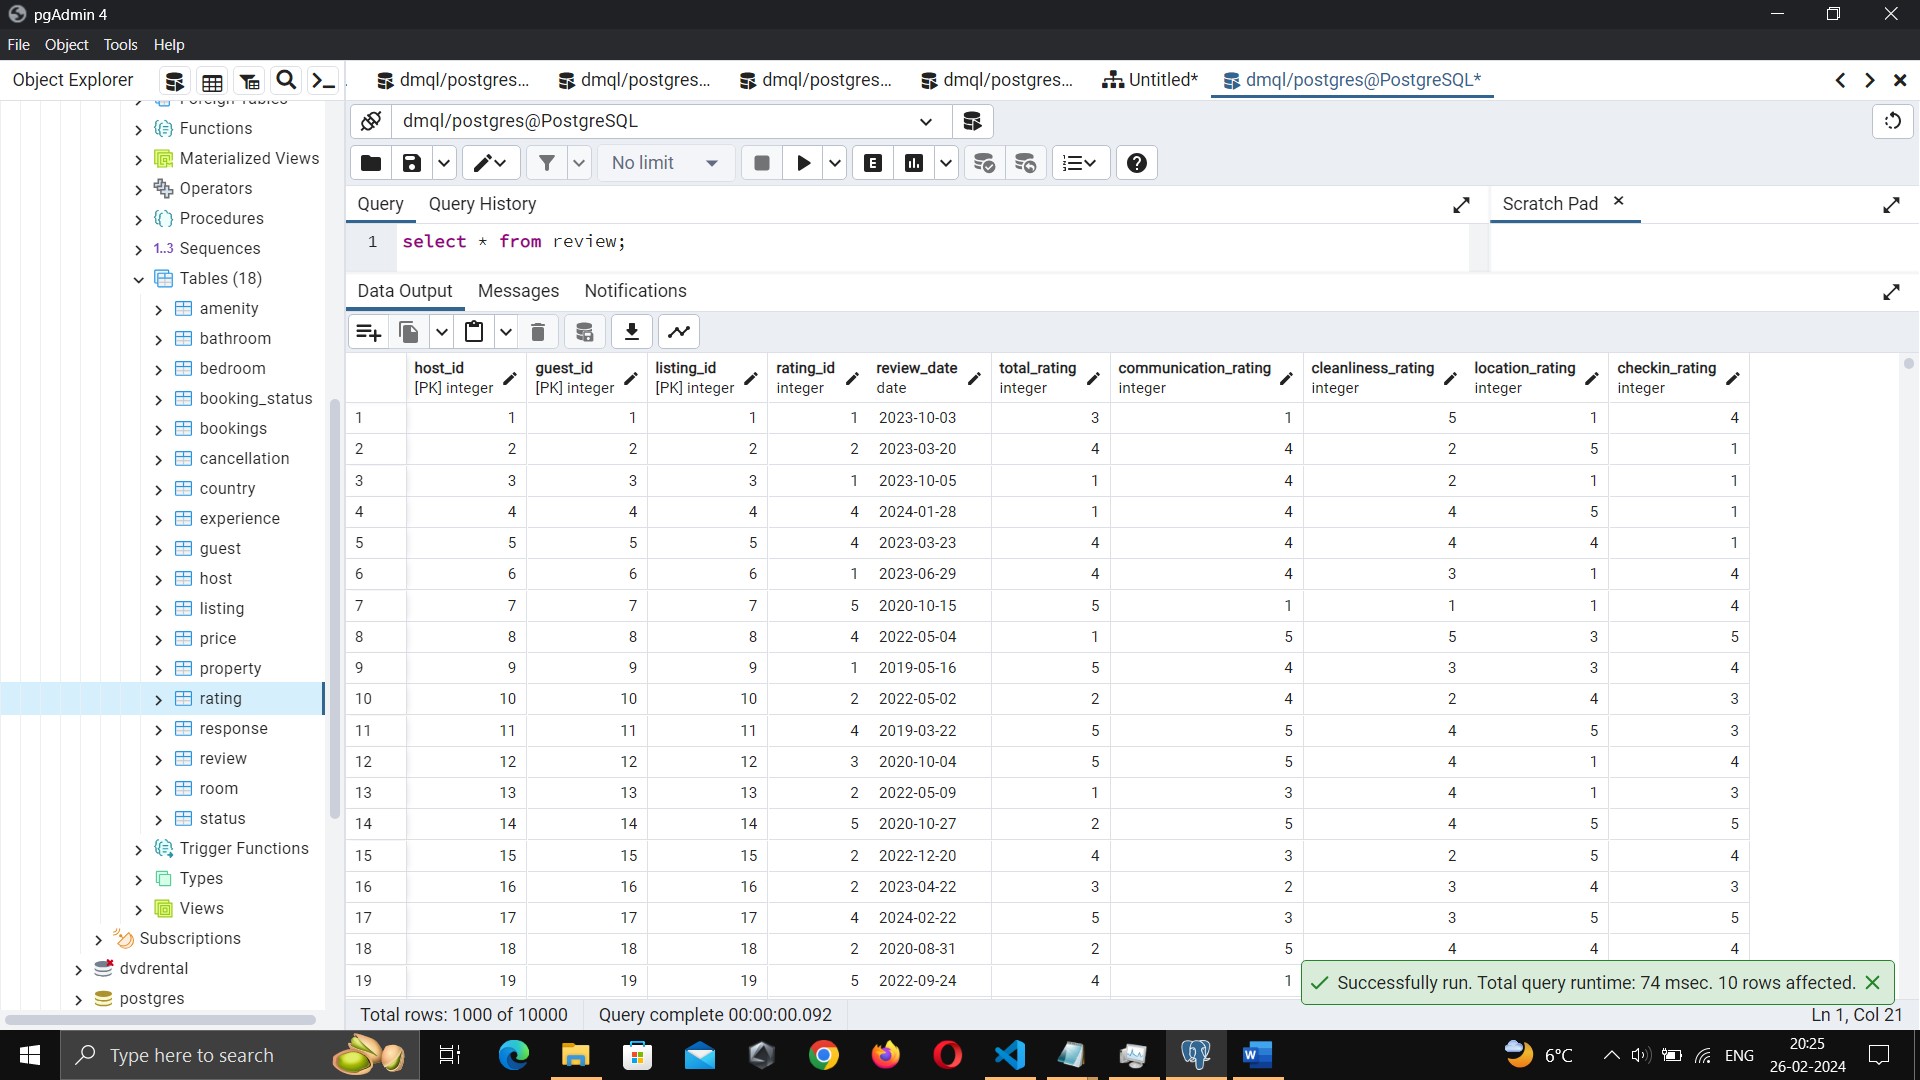 pgAdmin 4
File Object Tools Help
Object Explorer
dmql/postgres... dmql/postgres... dmql/postgres... dmql/postgres... Untitled* dmql/postgres@PostgreSQL*
Foreign Tables
Functions
Materialized Views
Operators
Procedures
1..3 Sequences
Tables (18)
amenity
bathroom
bedroom
booking_status
bookings
cancellation
country
experience
guest
host
listing
price
property
rating
response
review
room
status
Trigger Functions
Types
Views
Subscriptions
dvdrental
postgres
dmql/postgres@PostgreSQL
No limit E
Query Query History Scratch Pad
1 select * from review;
Data Output Messages Notifications
host_id guest_id listing_id rating_id review_date total_rating communication_rating cleanliness_rating location_rating checkin_rating
[PK] integer [PK] integer [PK] integer integer date integer integer integer integer integer
1 1 1 1 1 2023-10-03 3 1 5 1 4
2 2 2 2 2 2023-03-20 4 4 2 5 1
3 3 3 3 1 2023-10-05 1 4 2 1 1
4 4 4 4 4 2024-01-28 1 4 4 5 1
5 5 5 5 4 2023-03-23 4 4 4 4 1
6 6 6 6 1 2023-06-29 4 4 3 1 4
7 7 7 7 5 2020-10-15 5 1 1 1 4
8 8 8 8 4 2022-05-04 1 5 5 3 5
9 9 9 9 1 2019-05-16 5 4 3 3 4
10 10 10 10 2 2022-05-02 2 4 2 4 3
11 11 11 11 4 2019-03-22 5 5 4 5 3
12 12 12 12 3 2020-10-04 5 5 4 1 4
13 13 13 13 2 2022-05-09 1 3 4 1 3
14 14 14 14 5 2020-10-27 2 5 4 5 5
15 15 15 15 2 2022-12-20 4 3 2 5 4
16 16 16 16 2 2023-04-22 3 2 3 4 3
17 17 17 17 4 2024-02-22 5 3 3 5 5
18 18 18 18 2 2020-08-31 2 5 4 4 4
19 19 19 19 5 2022-09-24 4 1
Successfully run. Total query runtime: 74 msec. 10 rows affected.
Total rows: 1000 of 10000 Query complete 00:00:00.092 Ln 1, Col 21
Type here to search
6°C ENG
20:25
26-02-2024